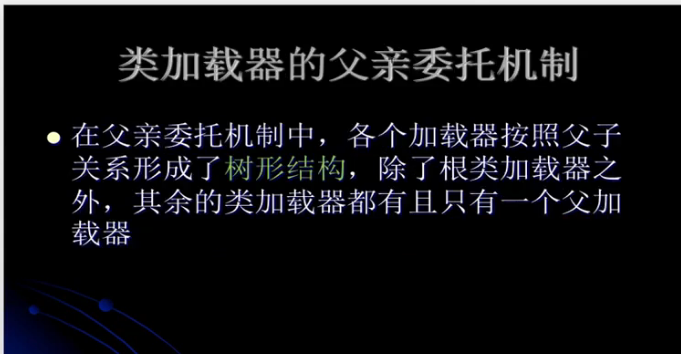 类加载器的父亲委托机制
在父亲委托机制中，各个加载器按照父子
关系形成了树形结构，除了根类加载器之
外，其余的类加载器都有且只有一个父加
载器